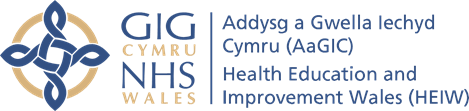 GIG
CYMRU
NHS
WALES
Addysg a Gwella Iechyd
Cymru (AaGIC)
Health Education and
Improvement Wales (HEIW)